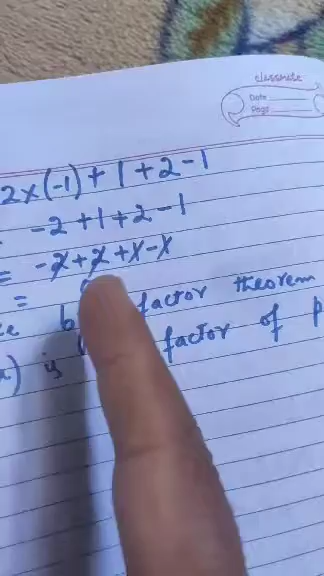 classmate
Date
Page
2×(-1)+1+2-1
-2+1+2-1
= -2+2+1-1
=
factor theorem
is factor of